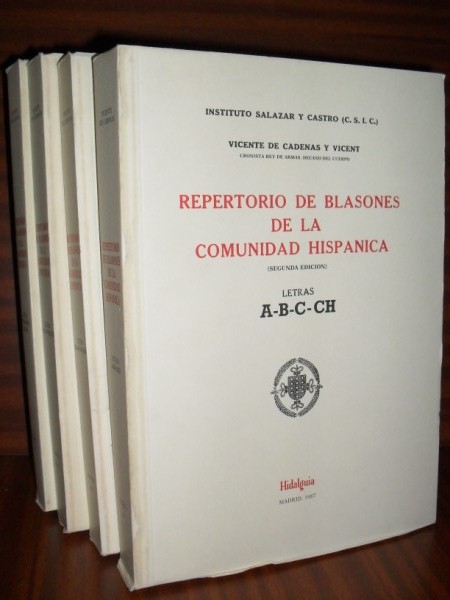 INSTITUTO SALAZAR Y CASTRO (C. S. I. C.)
VICENTE DE CADENAS Y VICENT
CRONISTA REY DE ARMAS, DECANO DEL CUERPO
REPERTORIO DE BLASONES
DE LA
COMUNIDAD HISPANICA
(SEGUNDA EDICION)
LETRAS
A-B-C-CH
Hidalguia
MADRID, 1987